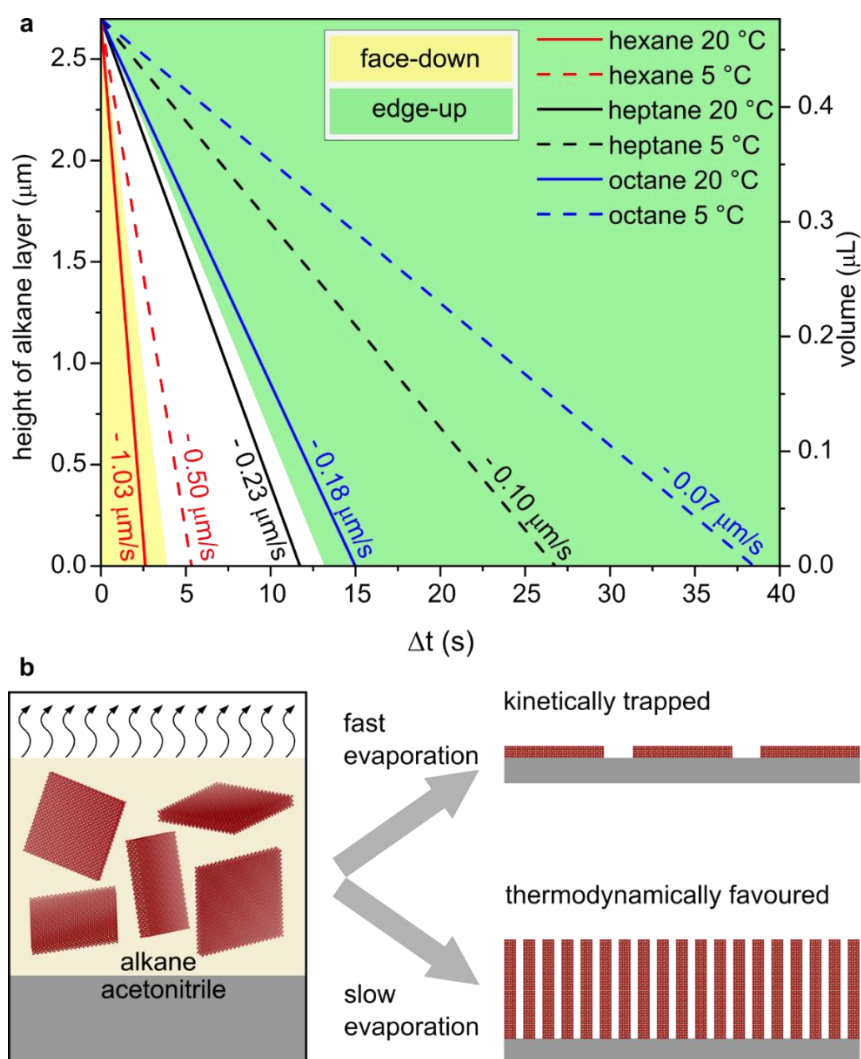 a
face-down
edge-up
hexane 20 °C
hexane 5 °C
heptane 20 °C
heptane 5 °C
octane 20 °C
octane 5 °C
height of alkane layer (μm)
2.5
2.0
1.5
1.0
0.5
0.0
volume (μL)
0.4
0.3
0.2
0.1
0.0
- 1.03 μm/s
- 0.50 μm/s
- 0.23 μm/s
- 0.18 μm/s
- 0.10 μm/s
- 0.07 μm/s
0 5 10 15 20 25 30 35 40
Δt (s)
b
alkane
acetonitrile
fast
evaporation
kinetically trapped
slow
evaporation
thermodynamically favoured